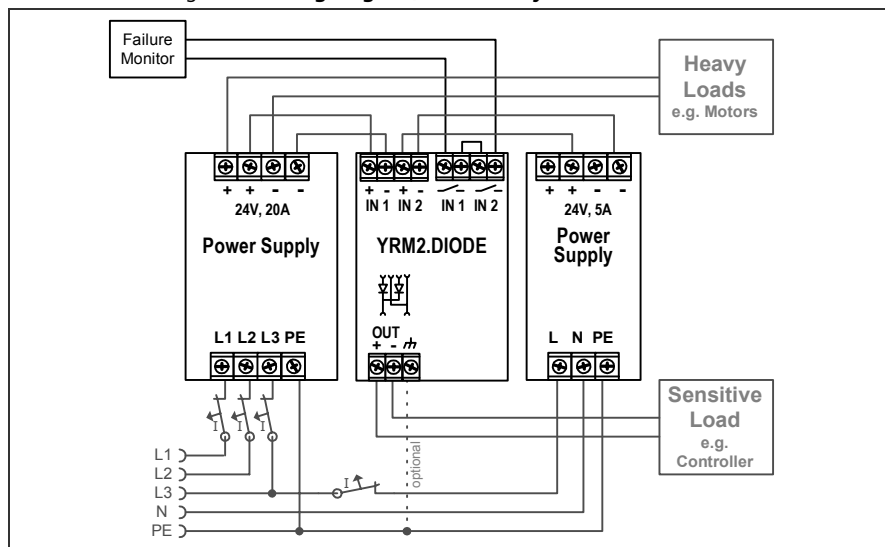 Failure
Monitor
Heavy
Loads
e.g. Motors
+ + - -
24V, 20A
Power Supply
L1 L2 L3 PE
+ - + -
IN 1 IN 2
IN 1 IN 2
YRM2.DIODE
OUT
+ -
+ + - -
24V, 5A
Power
Supply
L N PE
I I I
Sensitive
Load
e.g.
Controller
optional
L1
L2
L3
I
N
PE